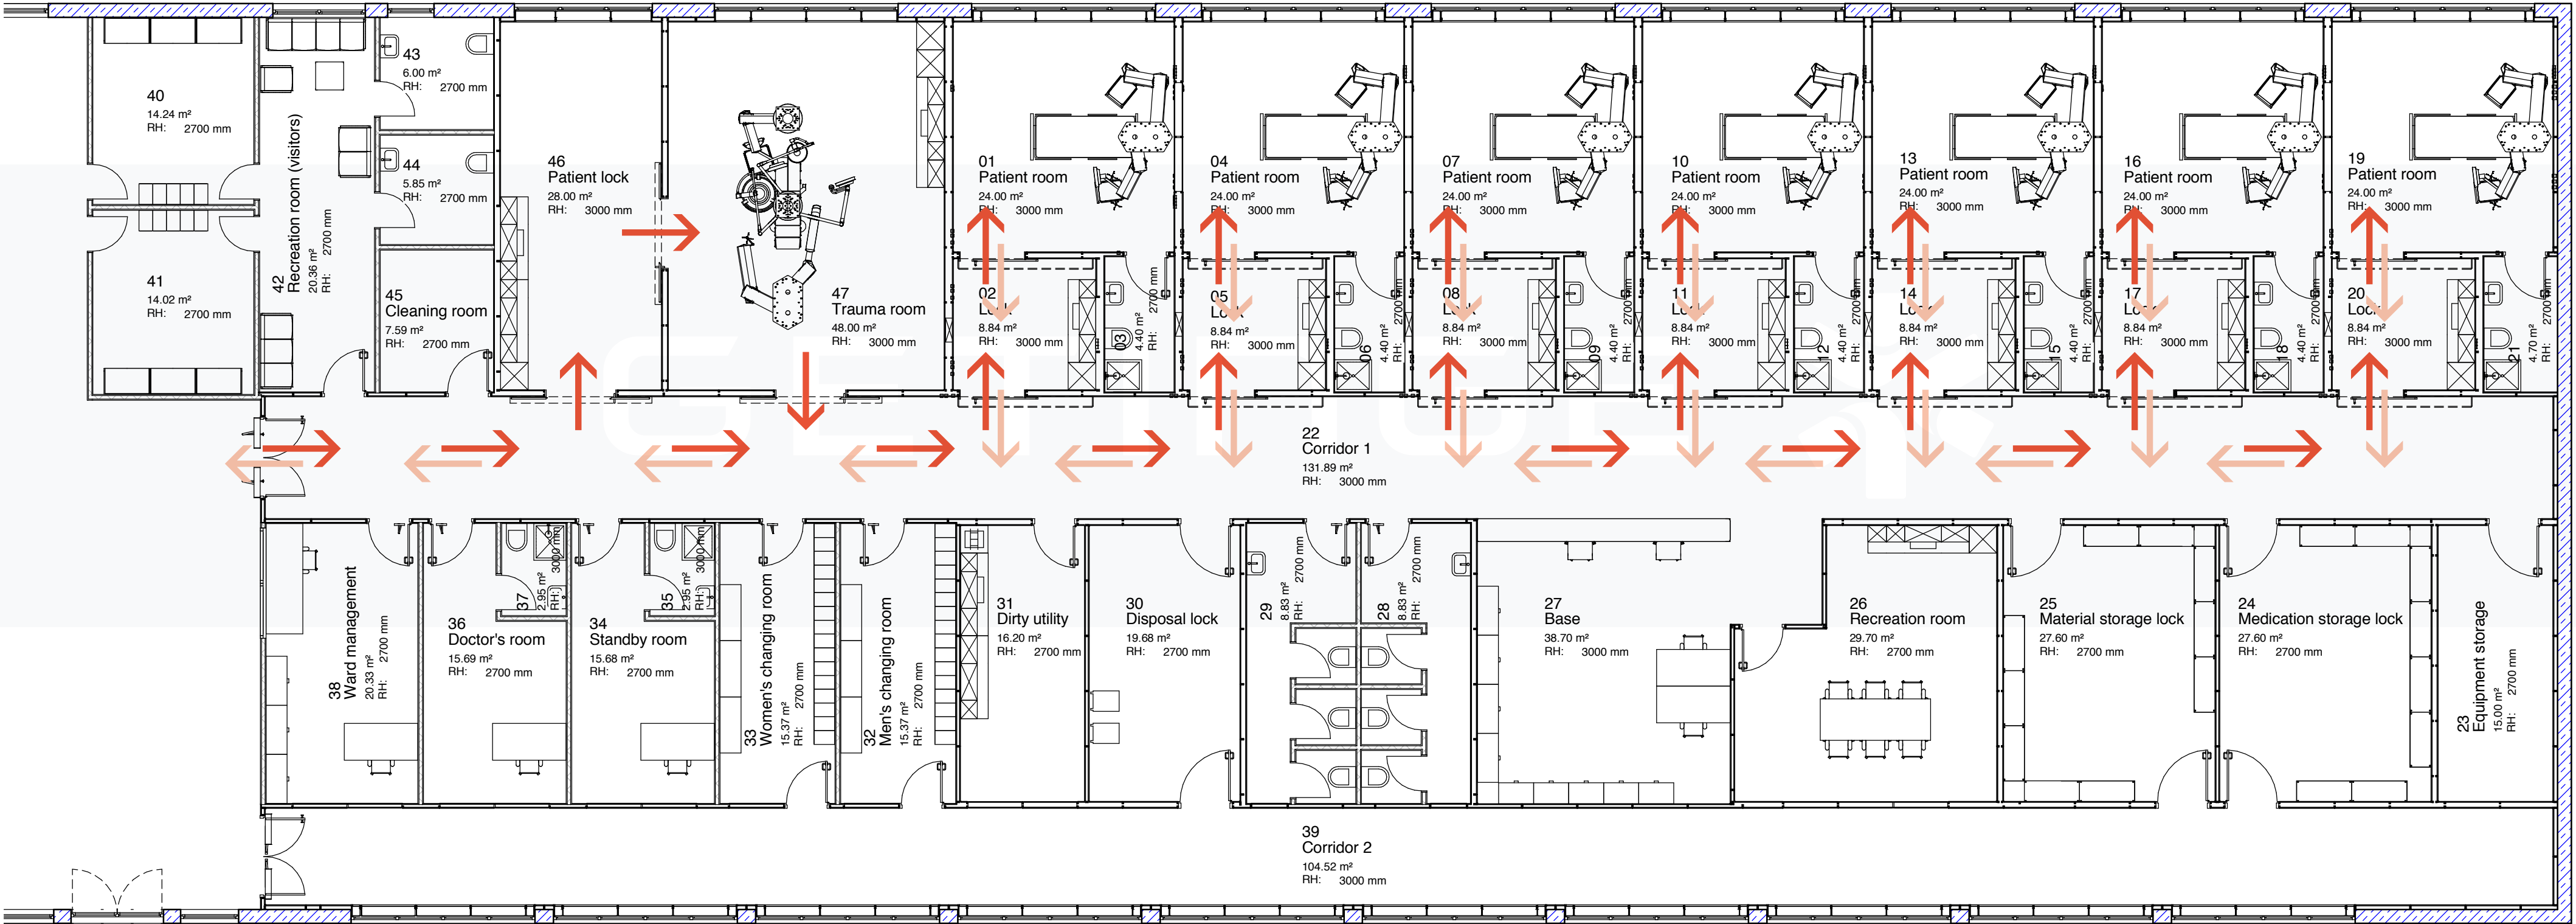 40
14.24 m²
RH: 2700 mm
41
14.02 m²
RH: 2700 mm
42
Recreation room (visitors)
20.36 m²
RH: 2700 mm
43
6.00 m²
RH: 2700 mm
44
5.85 m²
RH: 2700 mm
45
Cleaning room
7.59 m²
RH: 2700 mm
46
Patient lock
28.00 m²
RH: 3000 mm
47
Trauma room
48.00 m²
RH: 3000 mm
01
Patient room
24.00 m²
RH: 3000 mm
02
Lock
8.84 m²
RH: 3000 mm
03
4.40 m²
RH: 2700 mm
04
Patient room
24.00 m²
RH: 3000 mm
05
Lock
8.84 m²
RH: 3000 mm
06
4.40 m²
RH: 2700 mm
07
Patient room
24.00 m²
RH: 3000 mm
08
Lock
8.84 m²
RH: 3000 mm
09
4.40 m²
RH: 2700 mm
10
Patient room
24.00 m²
RH: 3000 mm
11
Lock
8.84 m²
RH: 3000 mm
12
4.40 m²
RH: 2700 mm
13
Patient room
24.00 m²
RH: 3000 mm
14
Lock
8.84 m²
RH: 3000 mm
15
4.40 m²
RH: 2700 mm
16
Patient room
24.00 m²
RH: 3000 mm
17
Lock
8.84 m²
RH: 3000 mm
18
4.40 m²
RH: 2700 mm
19
Patient room
24.00 m²
RH: 3000 mm
20
Lock
8.84 m²
RH: 3000 mm
21
4.70 m²
RH: 2700 mm
22
Corridor 1
131.89 m²
RH: 3000 mm
38
Ward management
20.33 m²
RH: 2700 mm
36
Doctor's room
15.69 m²
RH: 2700 mm
37
2.95 m²
RH: 3000 mm
34
Standby room
15.68 m²
RH: 2700 mm
35
2.95 m²
RH: 3000 mm
33
Women's changing room
15.37 m²
RH: 2700 mm
32
Men's changing room
15.37 m²
RH: 2700 mm
31
Dirty utility
16.20 m²
RH: 2700 mm
30
Disposal lock
19.68 m²
RH: 2700 mm
29
8.83 m²
RH: 2700 mm
28
8.83 m²
RH: 2700 mm
27
Base
38.70 m²
RH: 3000 mm
26
Recreation room
29.70 m²
RH: 2700 mm
25
Material storage lock
27.60 m²
RH: 2700 mm
24
Medication storage lock
27.60 m²
RH: 2700 mm
23
Equipment storage
15.00 m²
RH: 2700 mm
39
Corridor 2
104.52 m²
RH: 3000 mm